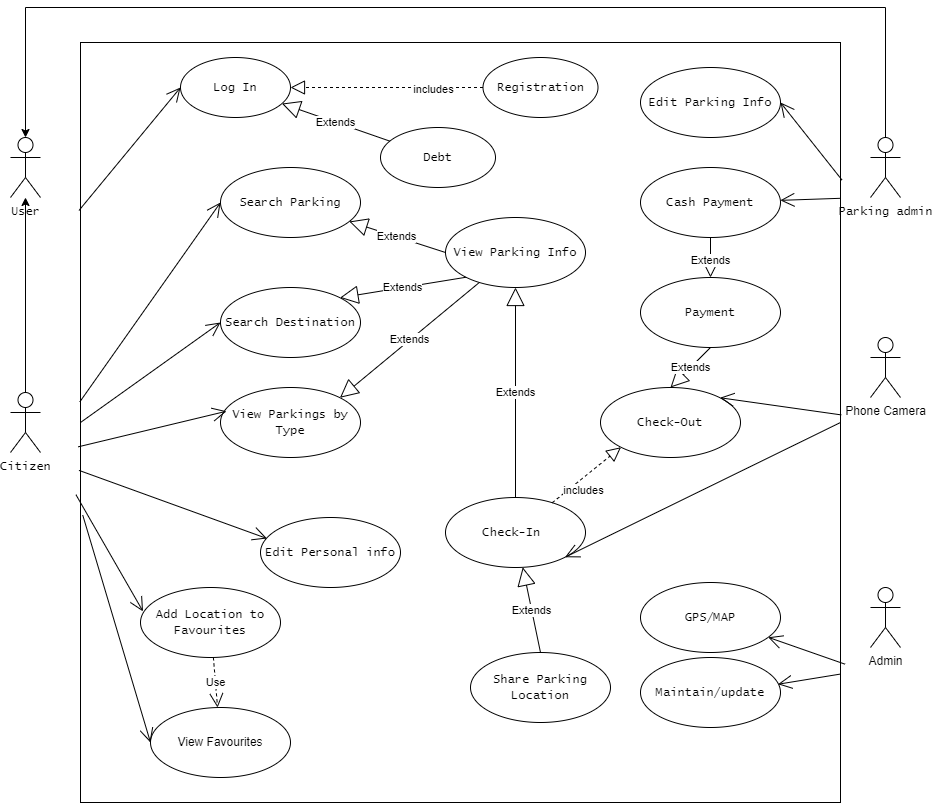 Log In
includes
Registration
Extends
Debt
Edit Parking Info
User
Search Parking
Cash Payment
Parking admin
Extends
View Parking Info
Extends
Extends
Search Destination
Payment
Extends
Extends
View Parkings by
Type
Extends
Check-Out
Phone Camera
Citizen
includes
Check-In
Edit Personal info
Extends
Add Location to
Favourites
GPS/MAP
Admin
Use
Share Parking
Location
Maintain/update
View Favourites